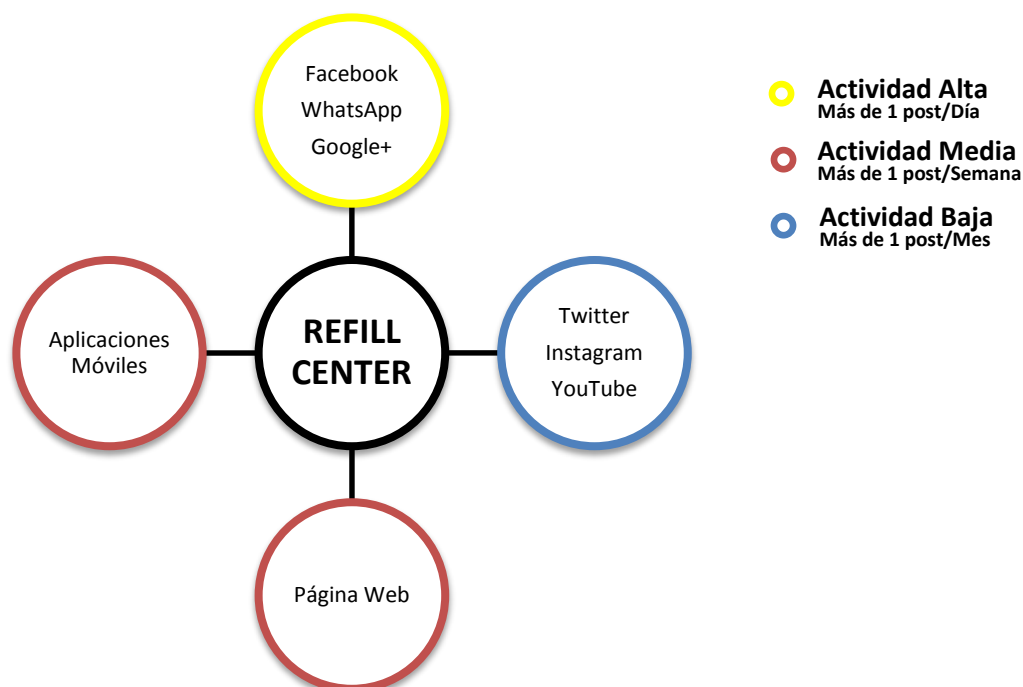 Facebook
WhatsApp
Google+
Actividad Alta
Más de 1 post/Día
Actividad Media
Más de 1 post/Semana
Actividad Baja
Más de 1 post/Mes
Aplicaciones
Móviles
REFILL
CENTER
Twitter
Instagram
YouTube
Página Web